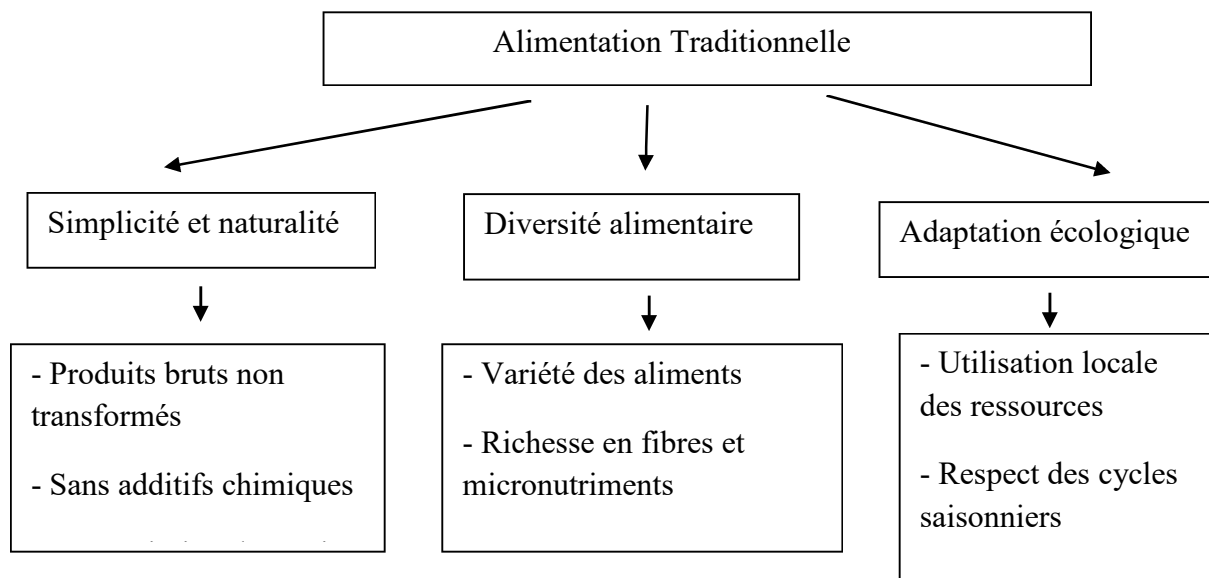 Alimentation Traditionnelle
Simplicité et naturalité
Diversité alimentaire
Adaptation écologique
- Produits bruts non
transformés
- Sans additifs chimiques
- Variété des aliments
- Richesse en fibres et
micronutriments
- Utilisation locale
des ressources
- Respect des cycles
saisonniers